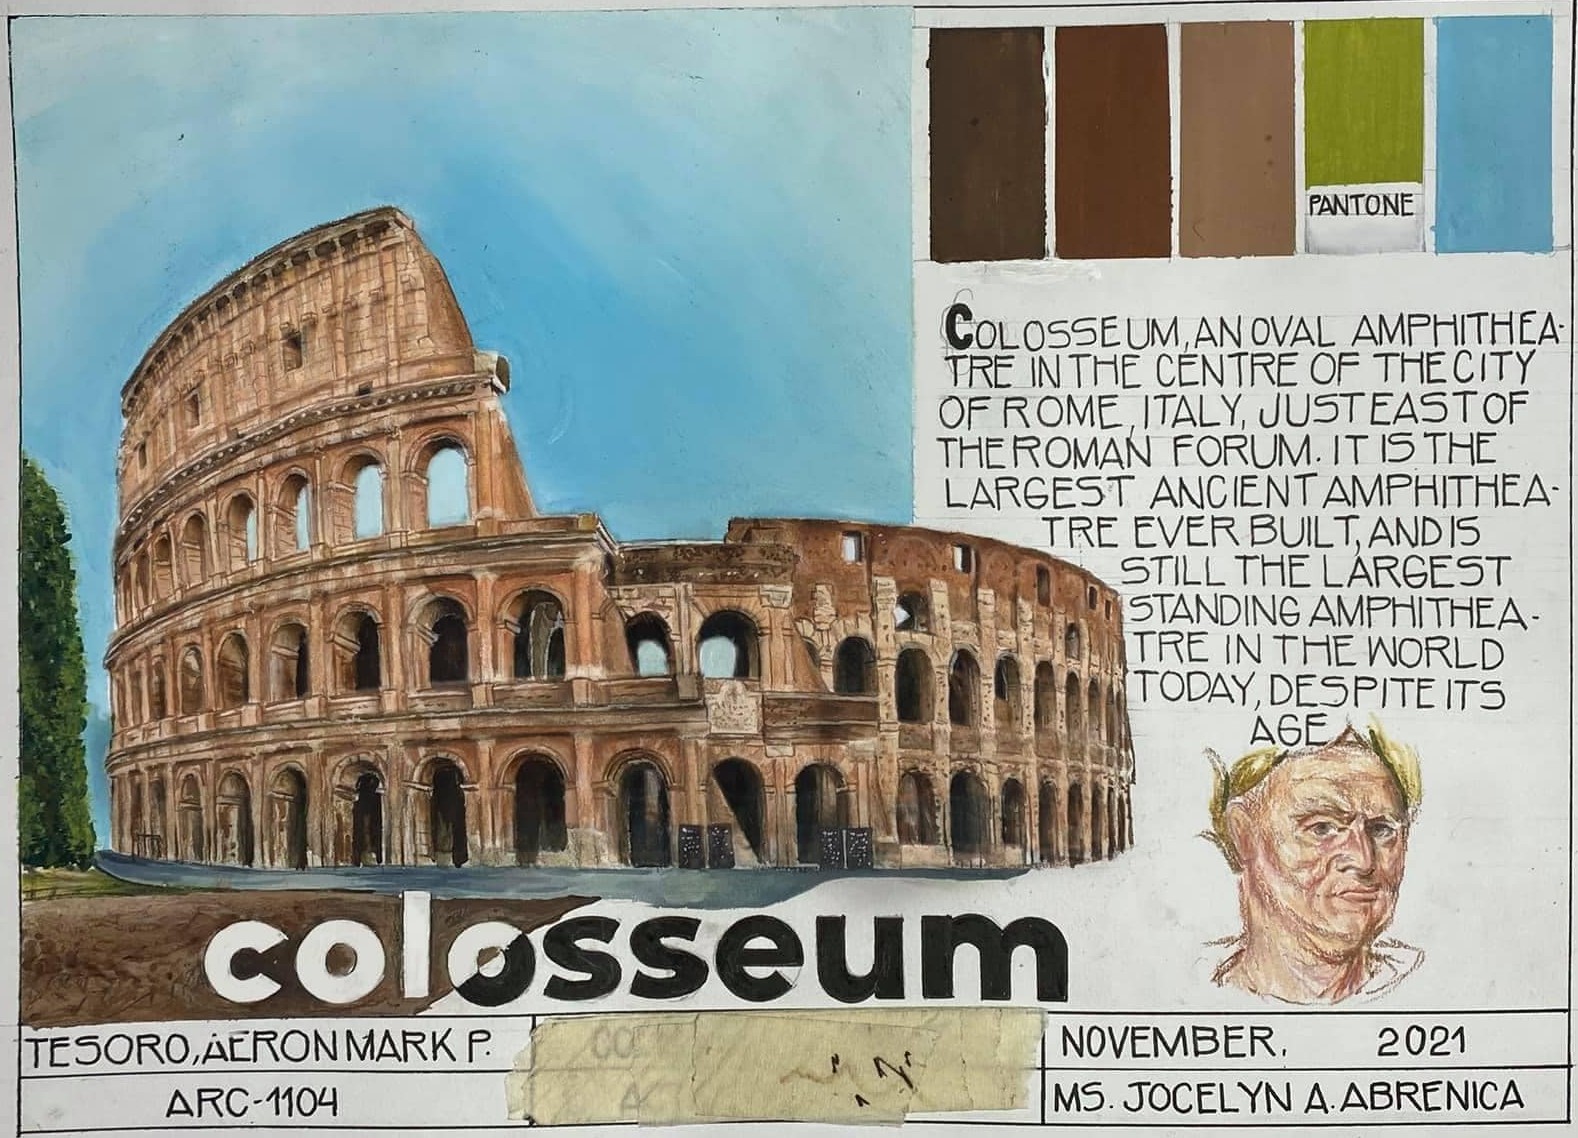 PANTONE
COLOSSEUM, AN OVAL AMPHITHEA-
TRE IN THE CENTRE OF THE CITY
OF ROME, ITALY, JUST EAST OF
THE ROMAN FORUM. IT IS THE
LARGEST ANCIENT AMPHITHEA-
TRE EVER BUILT, AND IS
STILL THE LARGEST
STANDING AMPHITHEA-
TRE IN THE WORLD
TODAY, DESPITE ITS
AGE
colosseum
TESORO, AERON MARK P.
ARC-1104
NOVEMBER, 2021
MS. JOCELYN A. ABRENICA